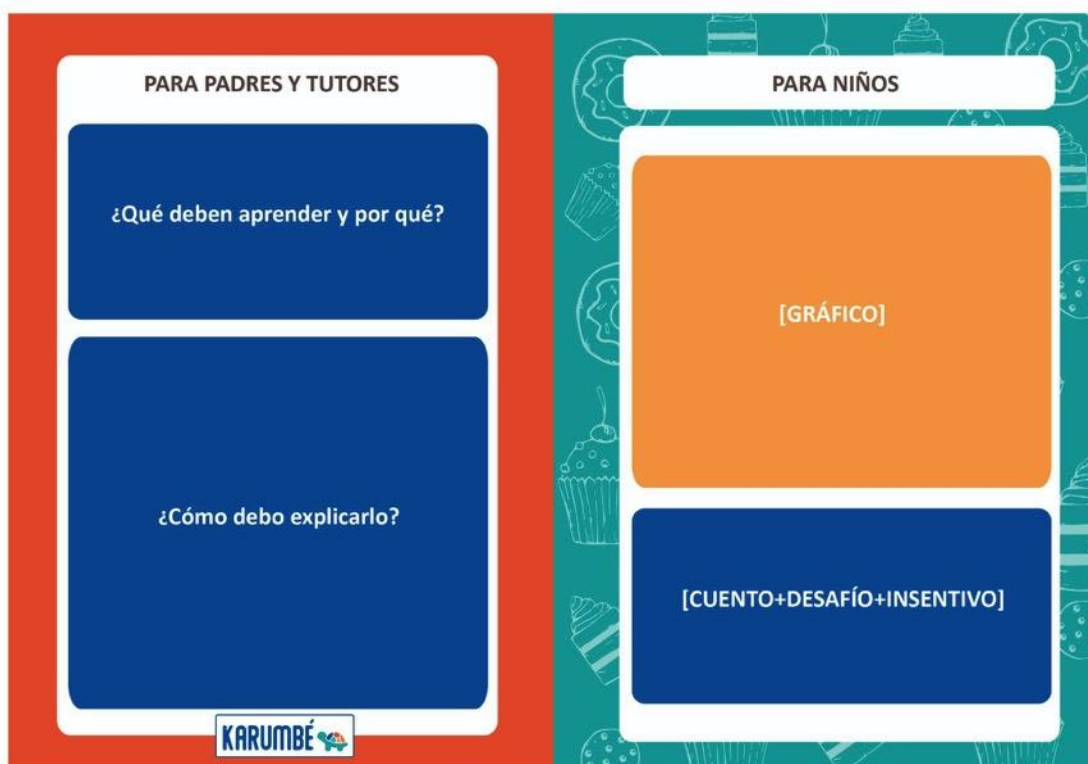 PARA PADRES Y TUTORES
¿Qué deben aprender y por qué?
¿Cómo debo explicarlo?
KARUMBÉ
PARA NIÑOS
[GRÁFICO]
[CUENTO+DESAFÍO+INSENTIVO]